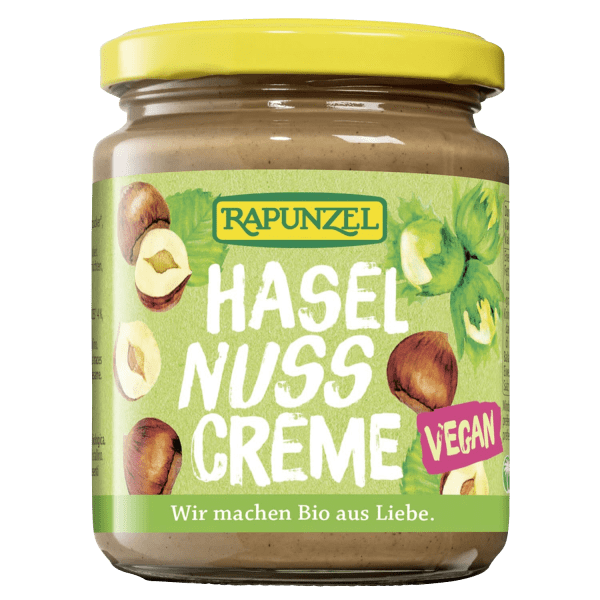 RAPUNZEL
HASEL
NUSS
CREME
VEGAN
Wir machen Bio aus Liebe.